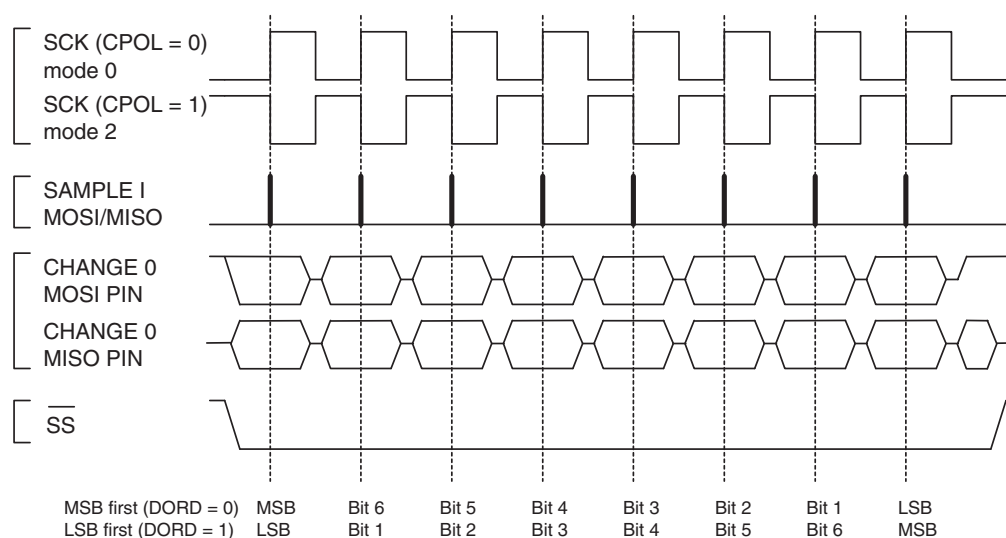 SCK (CPOL = 0)
mode 0
SCK (CPOL = 1)
mode 2
SAMPLE I
MOSI/MISO
CHANGE 0
MOSI PIN
CHANGE 0
MISO PIN
SS
MSB first (DORD = 0) MSB Bit 6 Bit 5 Bit 4 Bit 3 Bit 2 Bit 1 LSB
LSB first (DORD = 1) LSB Bit 1 Bit 2 Bit 3 Bit 4 Bit 5 Bit 6 MSB